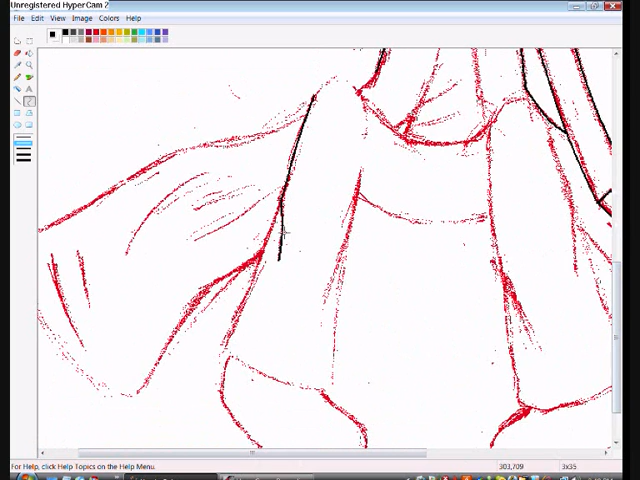 Unregistered HyperCam 2
File Edit View Image Colors Help
For Help, click Help Topics on the Help Menu.
303,709
3x35